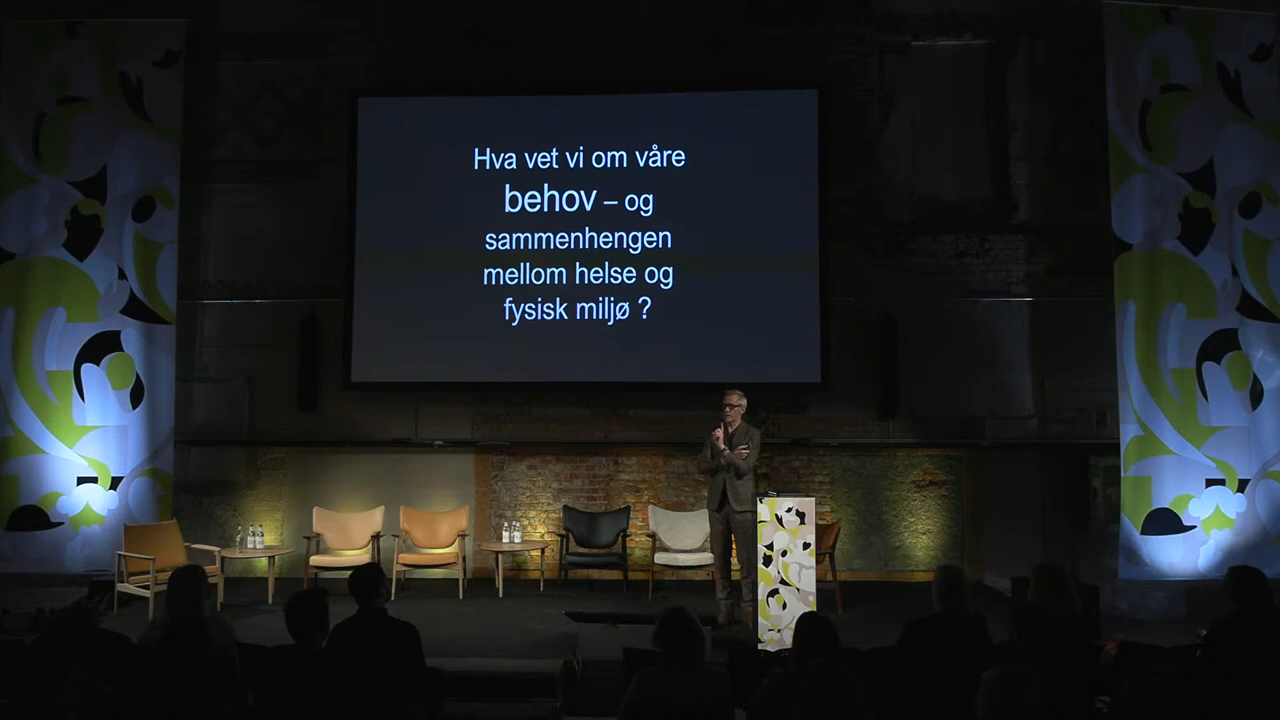 Hva vet vi om våre
behov – og
sammenhengen
mellom helse og
fysisk miljø ?